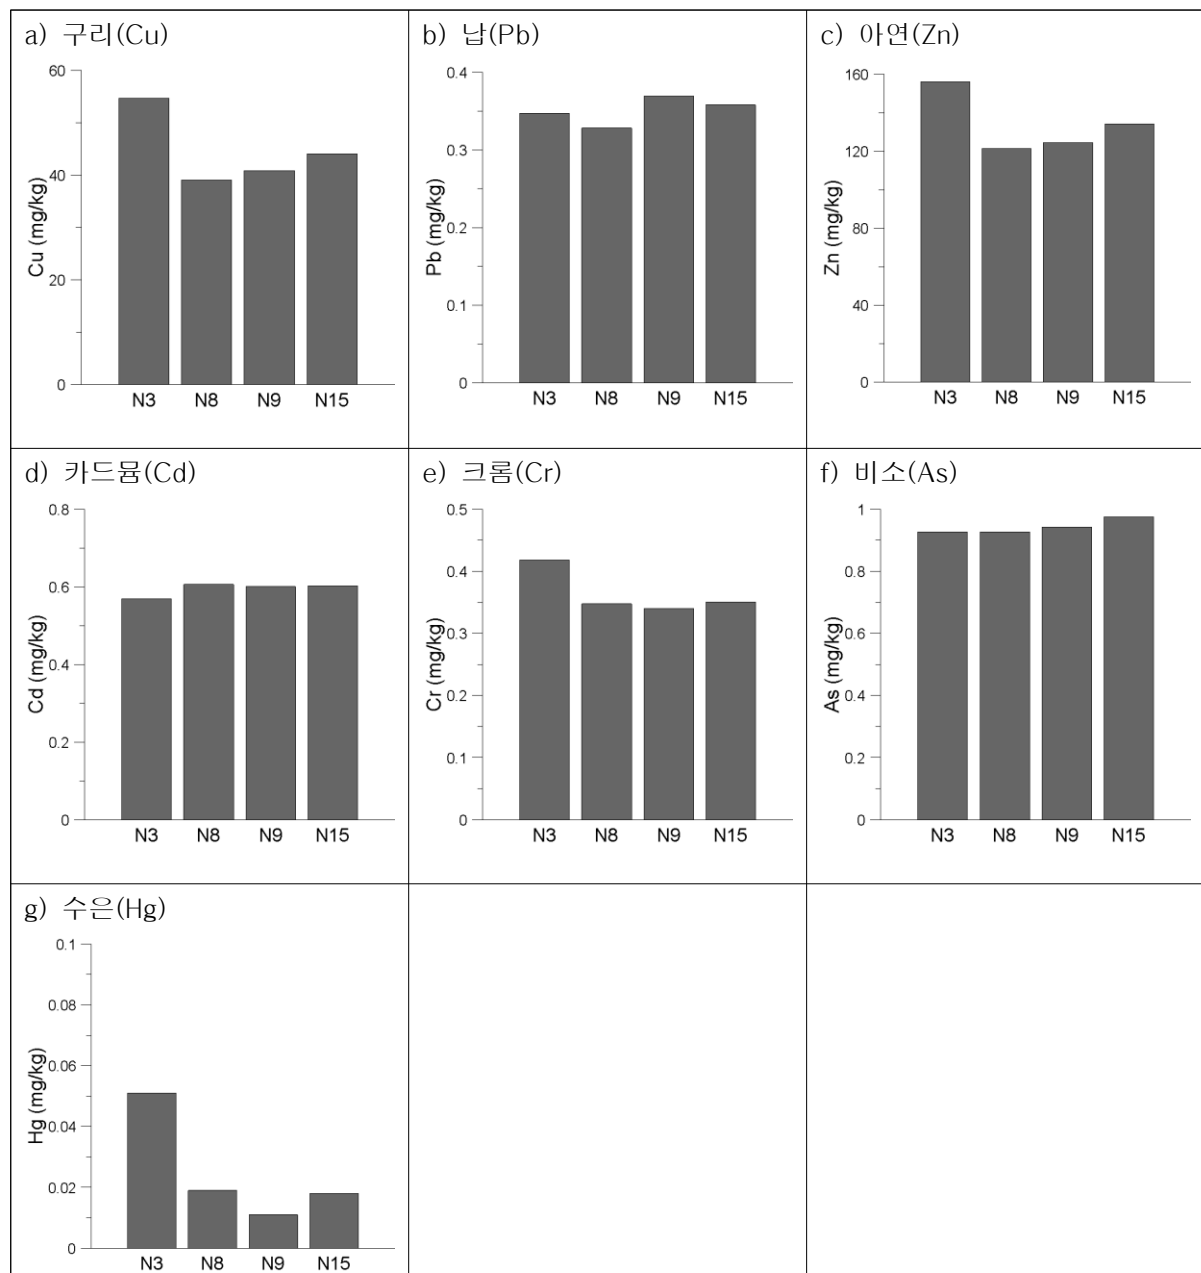 a) 구리(Cu)
60
40
20
0
Cu (mg/kg)
N3 N8 N9 N15
b) 납(Pb)
0.4
0.3
0.2
0.1
0
Pb (mg/kg)
N3 N8 N9 N15
c) 아연(Zn)
160
120
80
40
0
Zn (mg/kg)
N3 N8 N9 N15
d) 카드뮴(Cd)
0.8
0.6
0.4
0.2
0
Cd (mg/kg)
N3 N8 N9 N15
e) 크롬(Cr)
0.5
0.4
0.3
0.2
0.1
0
Cr (mg/kg)
N3 N8 N9 N15
f) 비소(As)
1
0.8
0.6
0.4
0.2
0
As (mg/kg)
N3 N8 N9 N15
g) 수은(Hg)
0.1
0.08
0.06
0.04
0.02
0
Hg (mg/kg)
N3 N8 N9 N15